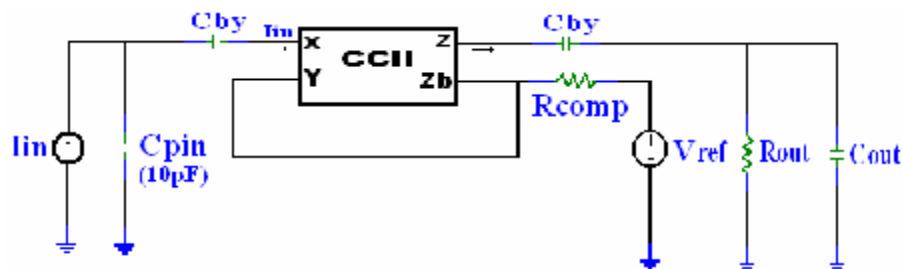 Cby
Iin
X
Z
Cby
CCII
Y
Zb
Rcomp
Iin
Cpin
(10pF)
Vref
Rout
Cout